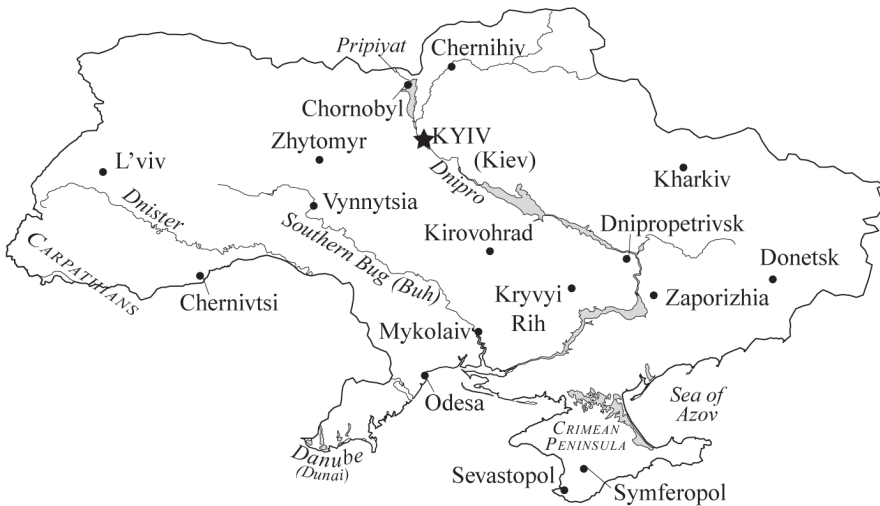 Pripiyat
Chernihiv
Chornobyl
KYIV
(Kiev)
Zhytomyr
L’viv
Dnipro
Kharkiv
Vynnytsia
Dnister
Southern Bug (Buh)
Kirovohrad
Dnipropetrivsk
CARPATHIANS
Donetsk
Chernivtsi
Kryvyi
Rih
Zaporizhia
Mykolaiv
Odesa
Sea of
Azov
CRIMEAN
PENINSULA
Danube
(Dunai)
Sevastopol
Symferopol